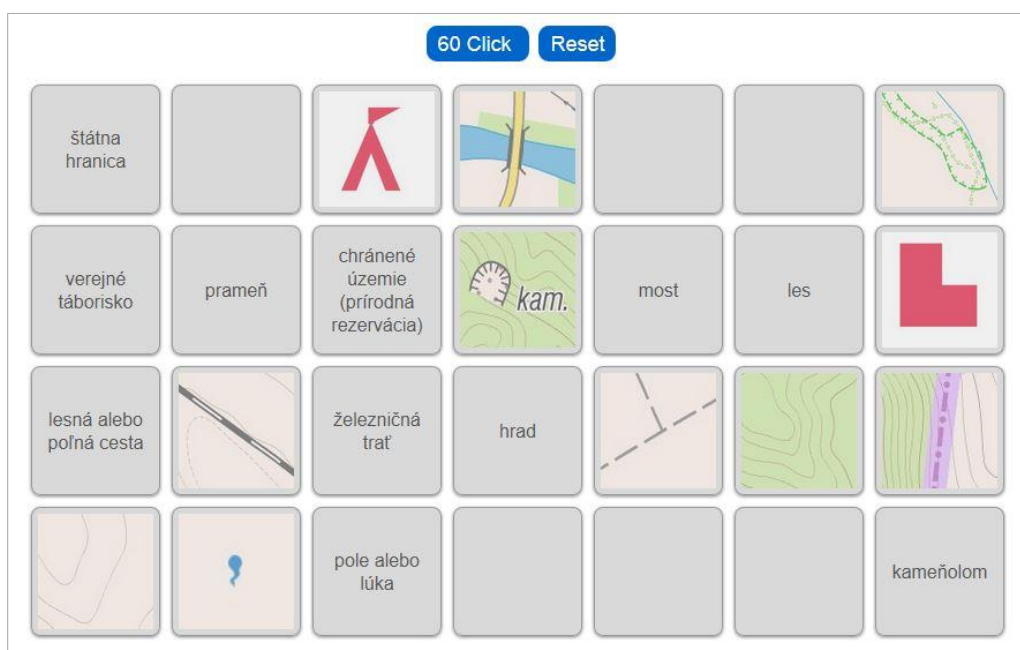 60 Click
Reset
štátna
hranica
verejné
táborisko
prameň
chránené
územie
(prírodná
rezervácia)
kam.
most
les
lesná alebo
poľná cesta
železničná
trať
hrad
pole alebo
lúka
kameňolom